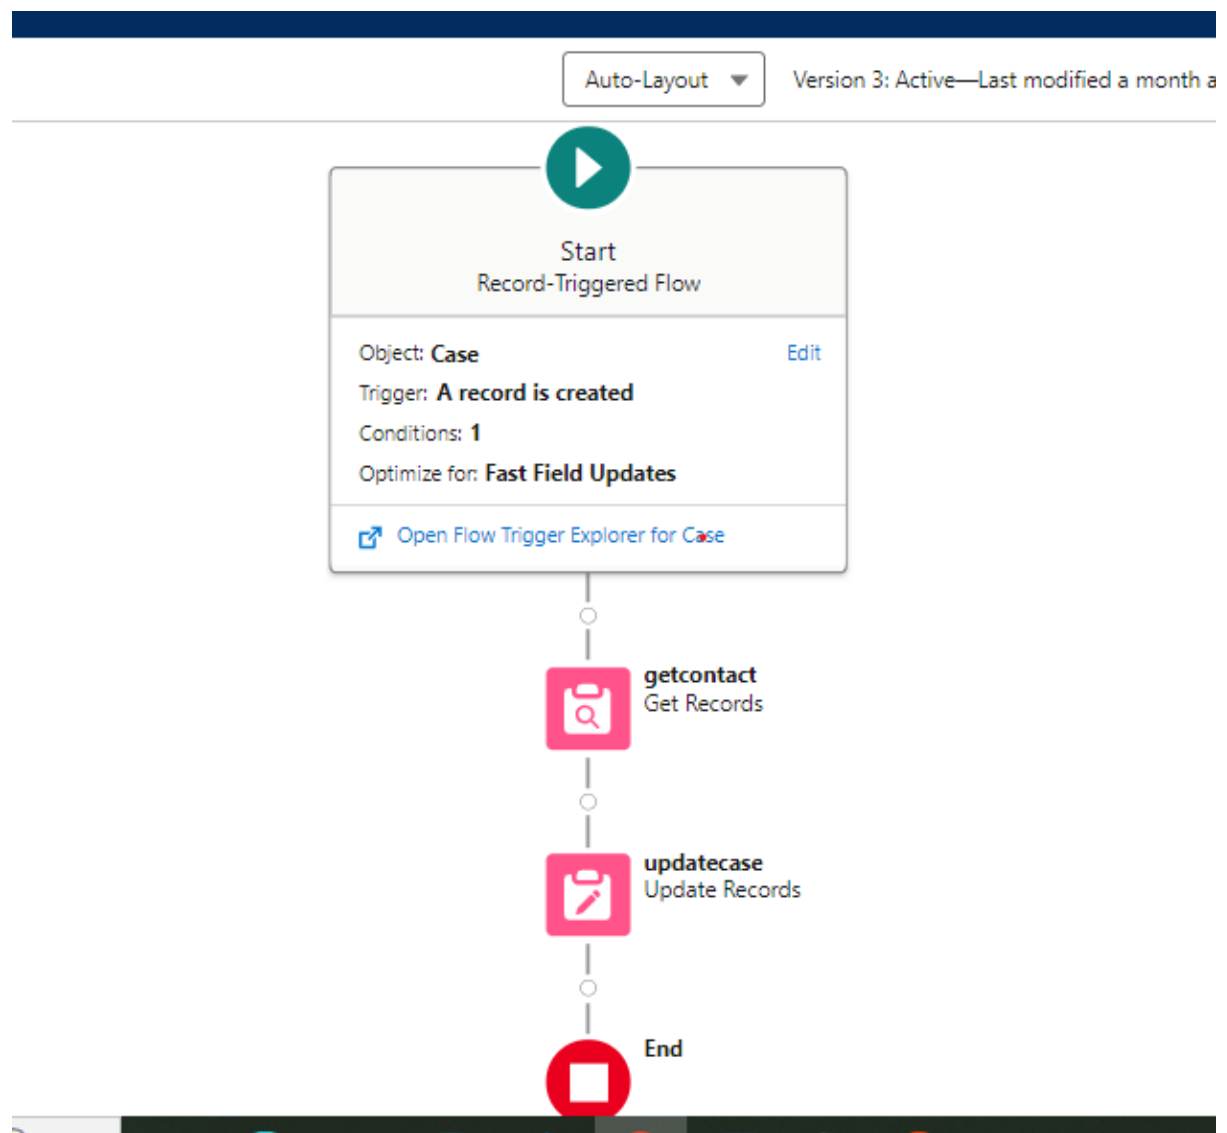 Auto-Layout
Version 3: Active—Last modified a month a
Start
Record-Triggered Flow
Object: Case
Edit
Trigger: A record is created
Conditions: 1
Optimize for: Fast Field Updates
Open Flow Trigger Explorer for Case
getcontact
Get Records
updatecase
Update Records
End